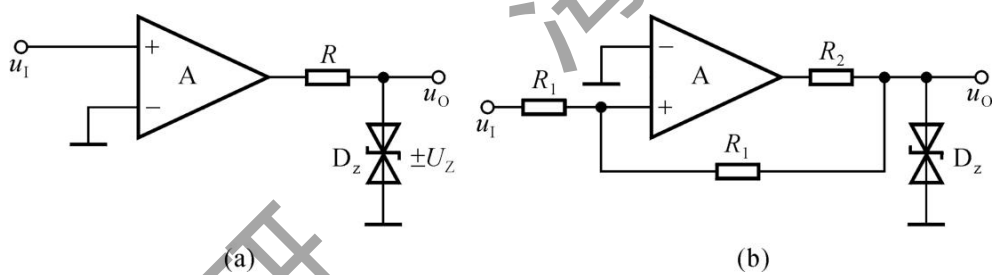 +
A
−
u_I
R
u_O
D_z
±U_Z
(a)
−
A
+
R_1
u_I
R_2
u_O
R_1
D_z
(b)